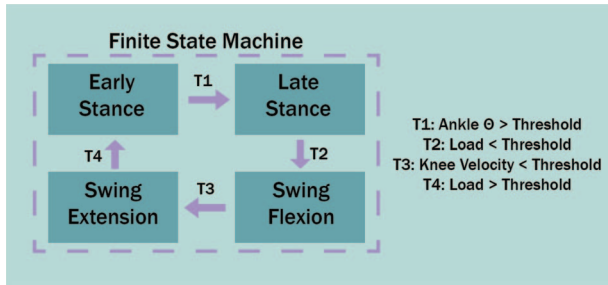 Finite State Machine
Early
Stance
T1
Late
Stance
T2
Swing
Flexion
T3
Swing
Extension
T4
T1: Ankle Θ > Threshold
T2: Load < Threshold
T3: Knee Velocity < Threshold
T4: Load > Threshold